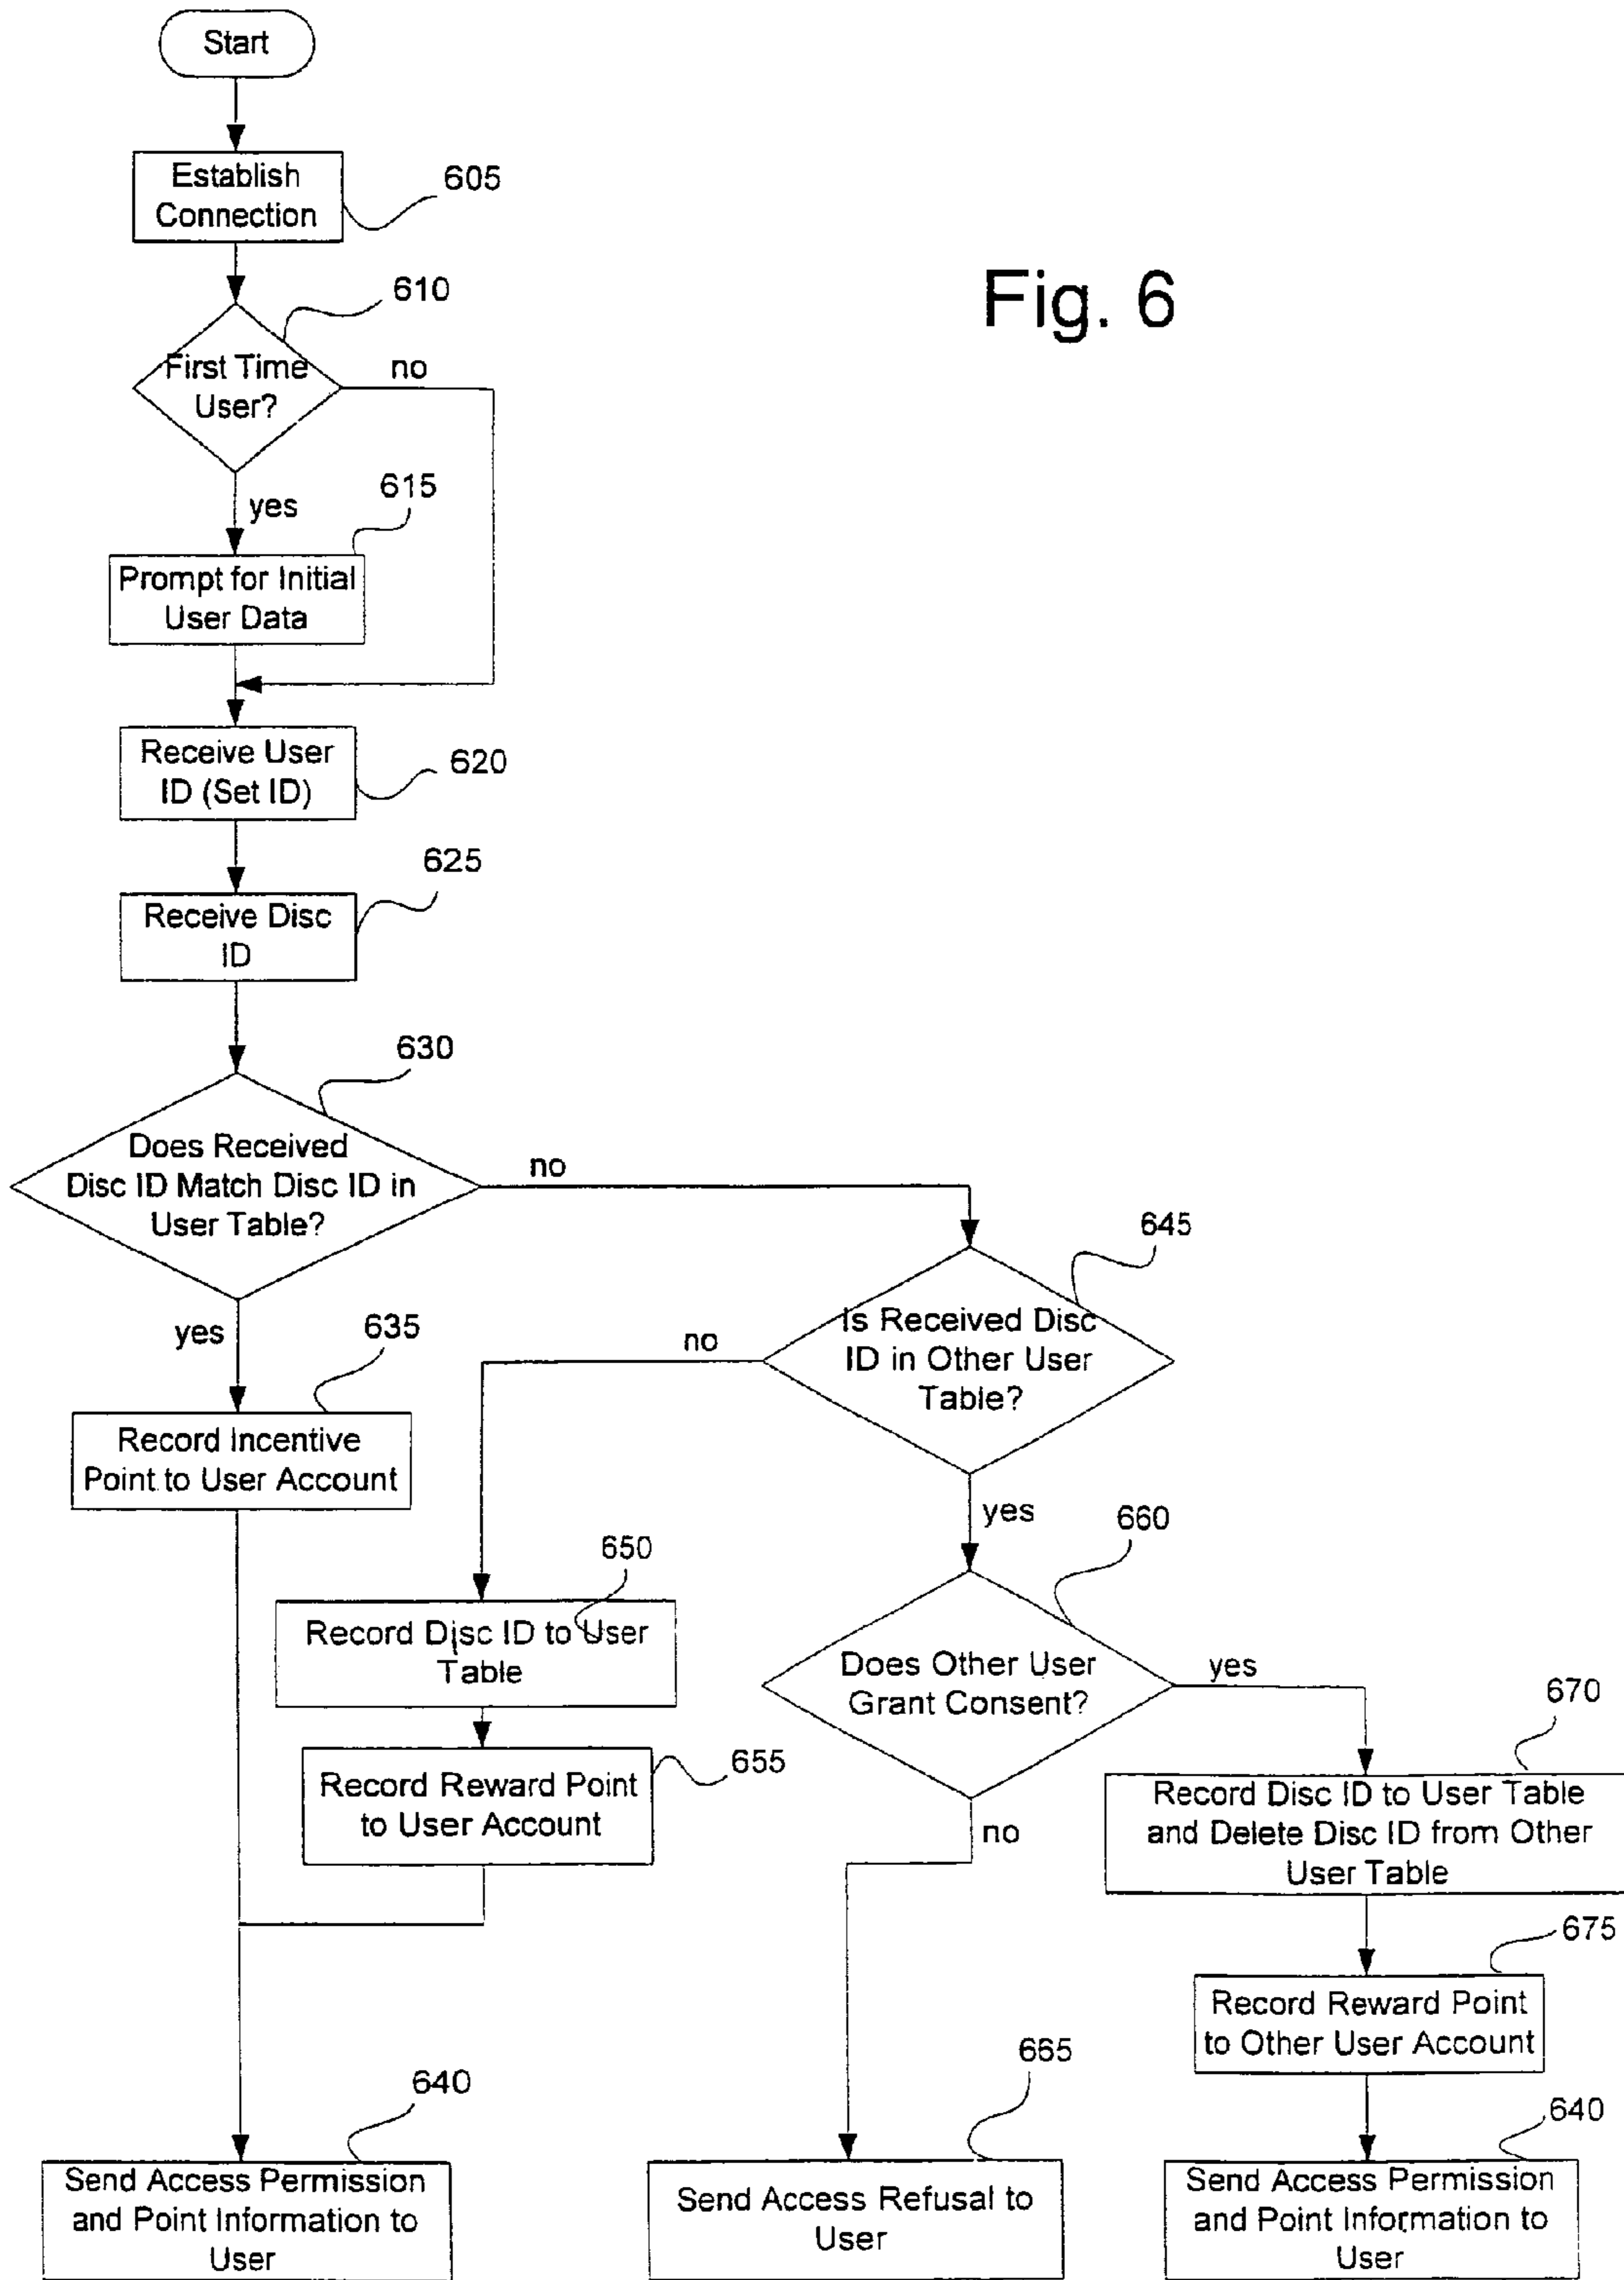 Start
Establish
Connection
605
Fig. 6
610
First Time
User?
no
yes
615
Prompt for Initial
User Data
Receive User
ID (Set ID)
620
625
Receive Disc
ID
630
Does Received
Disc ID Match Disc ID in
User Table?
no
yes
645
Is Received Disc
ID in Other User
Table?
no
yes
635
Record Incentive
Point to User Account
650
Record Disc ID to User
Table
655
Record Reward Point
to User Account
660
Does Other User
Grant Consent?
yes
no
670
Record Disc ID to User Table
and Delete Disc ID from Other
User Table
675
Record Reward Point
to Other User Account
640
Send Access Permission
and Point Information to
User
665
Send Access Refusal to
User
640
Send Access Permission
and Point Information to
User